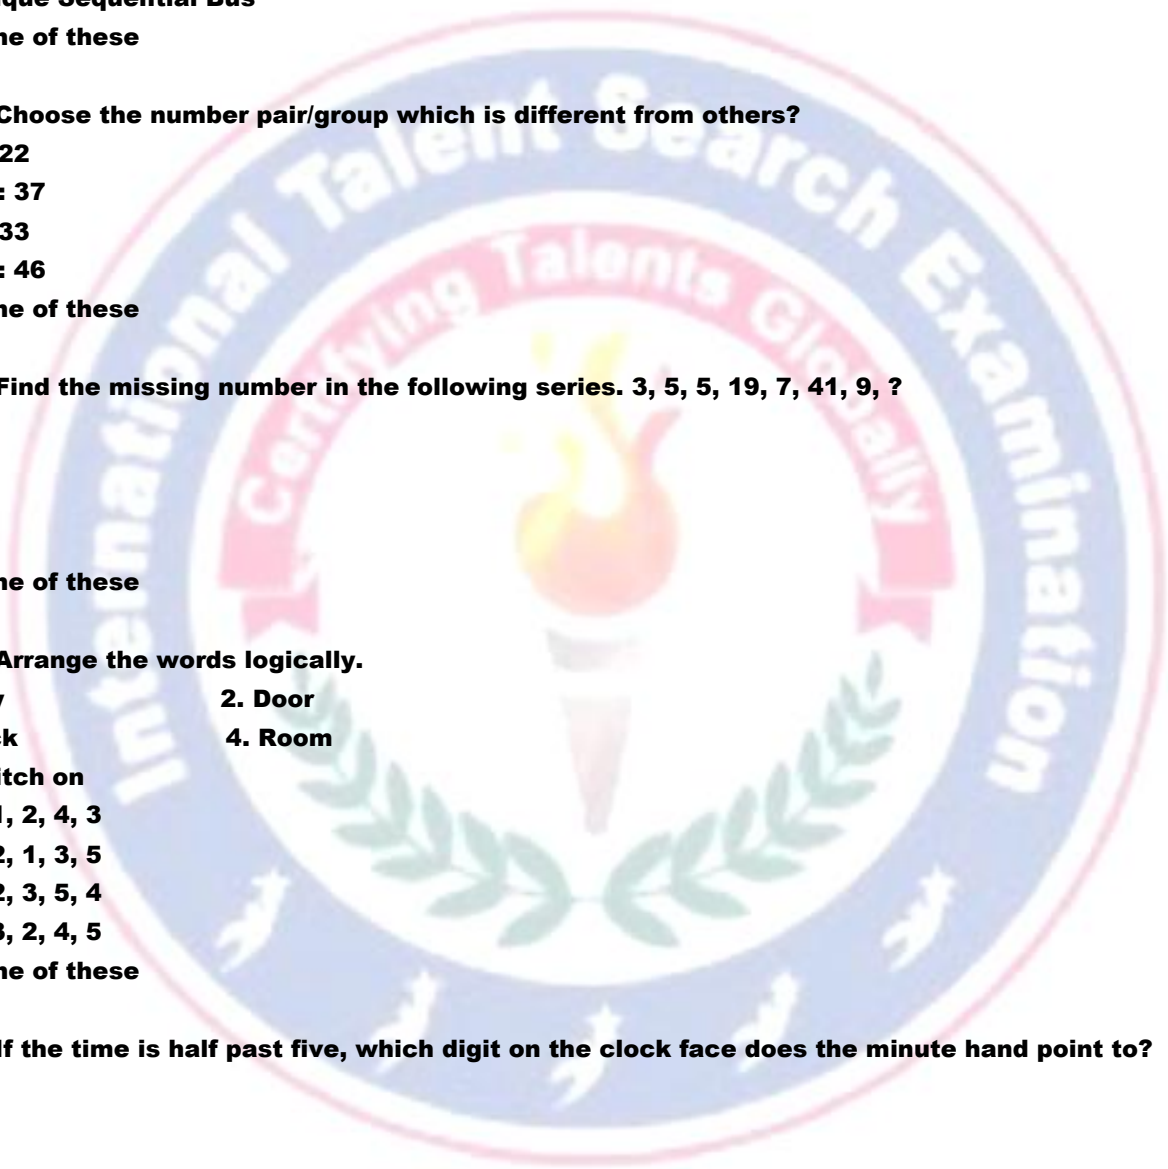 que Sequential Bus
ne of these
Choose the number pair/group which is different from others?
22
: 37
33
: 46
ne of these
Find the missing number in the following series. 3, 5, 5, 19, 7, 41, 9, ?
ne of these
Arrange the words logically.
y 2. Door
ck 4. Room
itch on
1, 2, 4, 3
2, 1, 3, 5
2, 3, 5, 4
3, 2, 4, 5
ne of these
If the time is half past five, which digit on the clock face does the minute hand point to?
International Talent Search Examination
Certifying Talents Globally